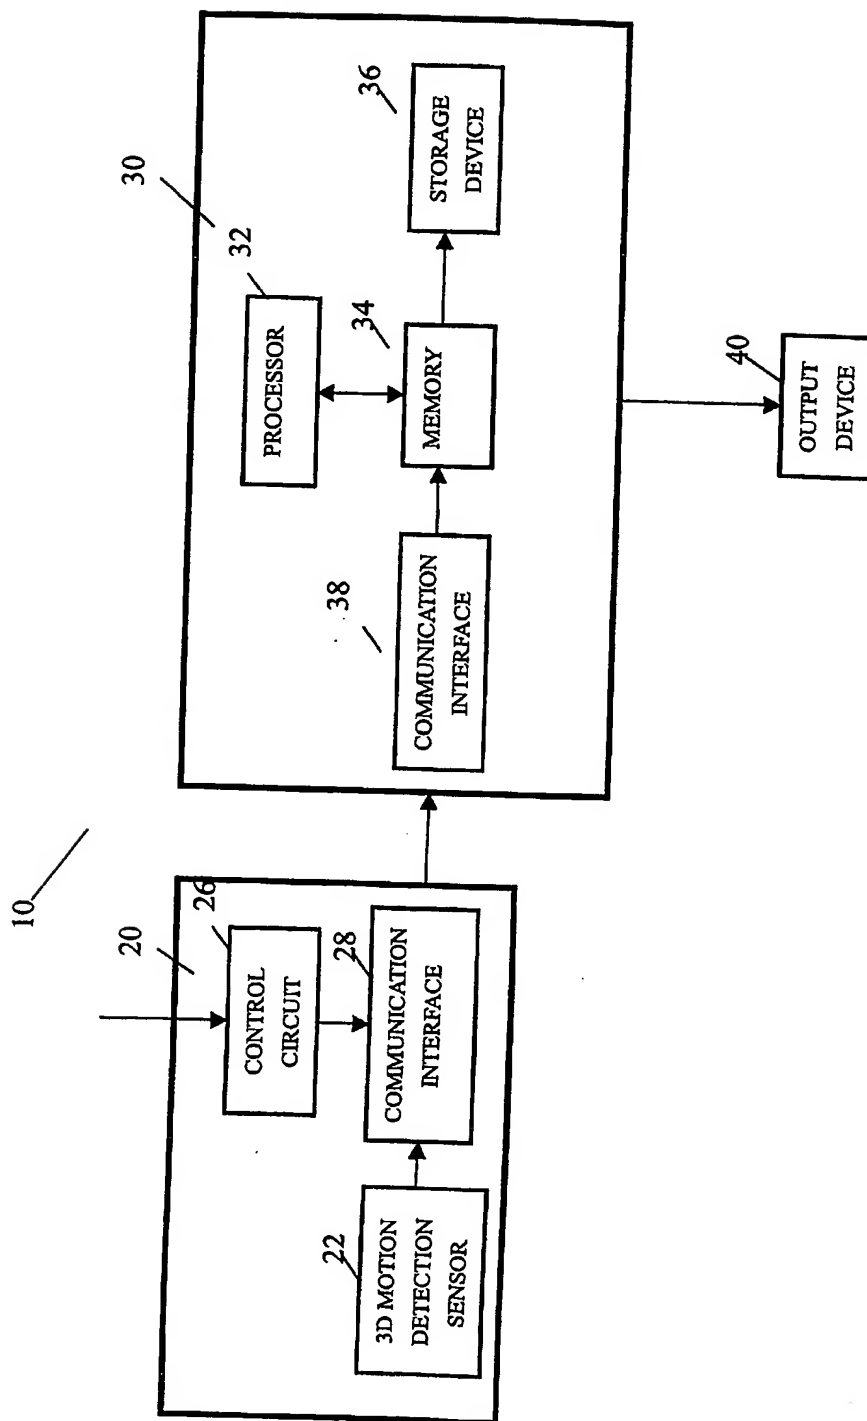 10
20
26
CONTROL
CIRCUIT
28
COMMUNICATION
INTERFACE
22
3D MOTION
DETECTION
SENSOR
30
32
PROCESSOR
34
MEMORY
36
STORAGE
DEVICE
38
COMMUNICATION
INTERFACE
40
OUTPUT
DEVICE